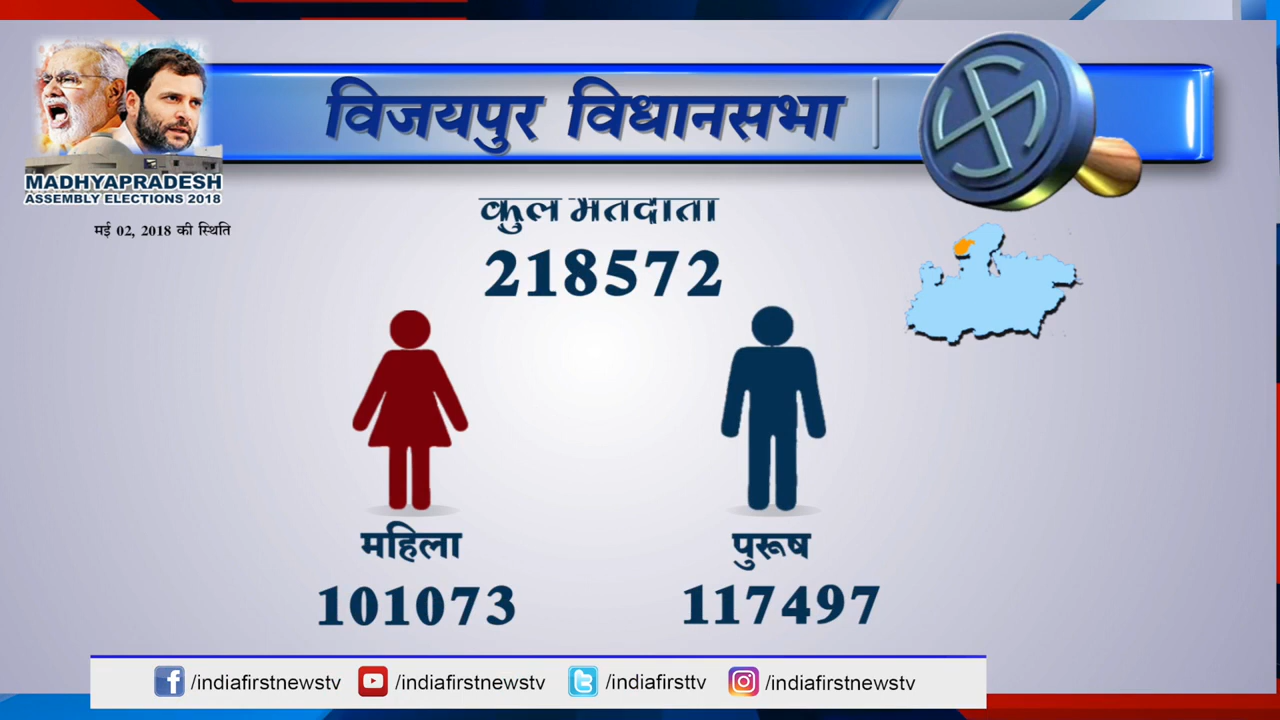 विजयपुर विधानसभा
MADHYAPRADESH
ASSEMBLY ELECTIONS 2018
मई 02, 2018 की स्थिति
कुल मतदाता
218572
महिला
101073
पुरूष
117497
/indiafirstnewstv /indiafirstnewstv /indiafirsttv /indiafirstnewstv